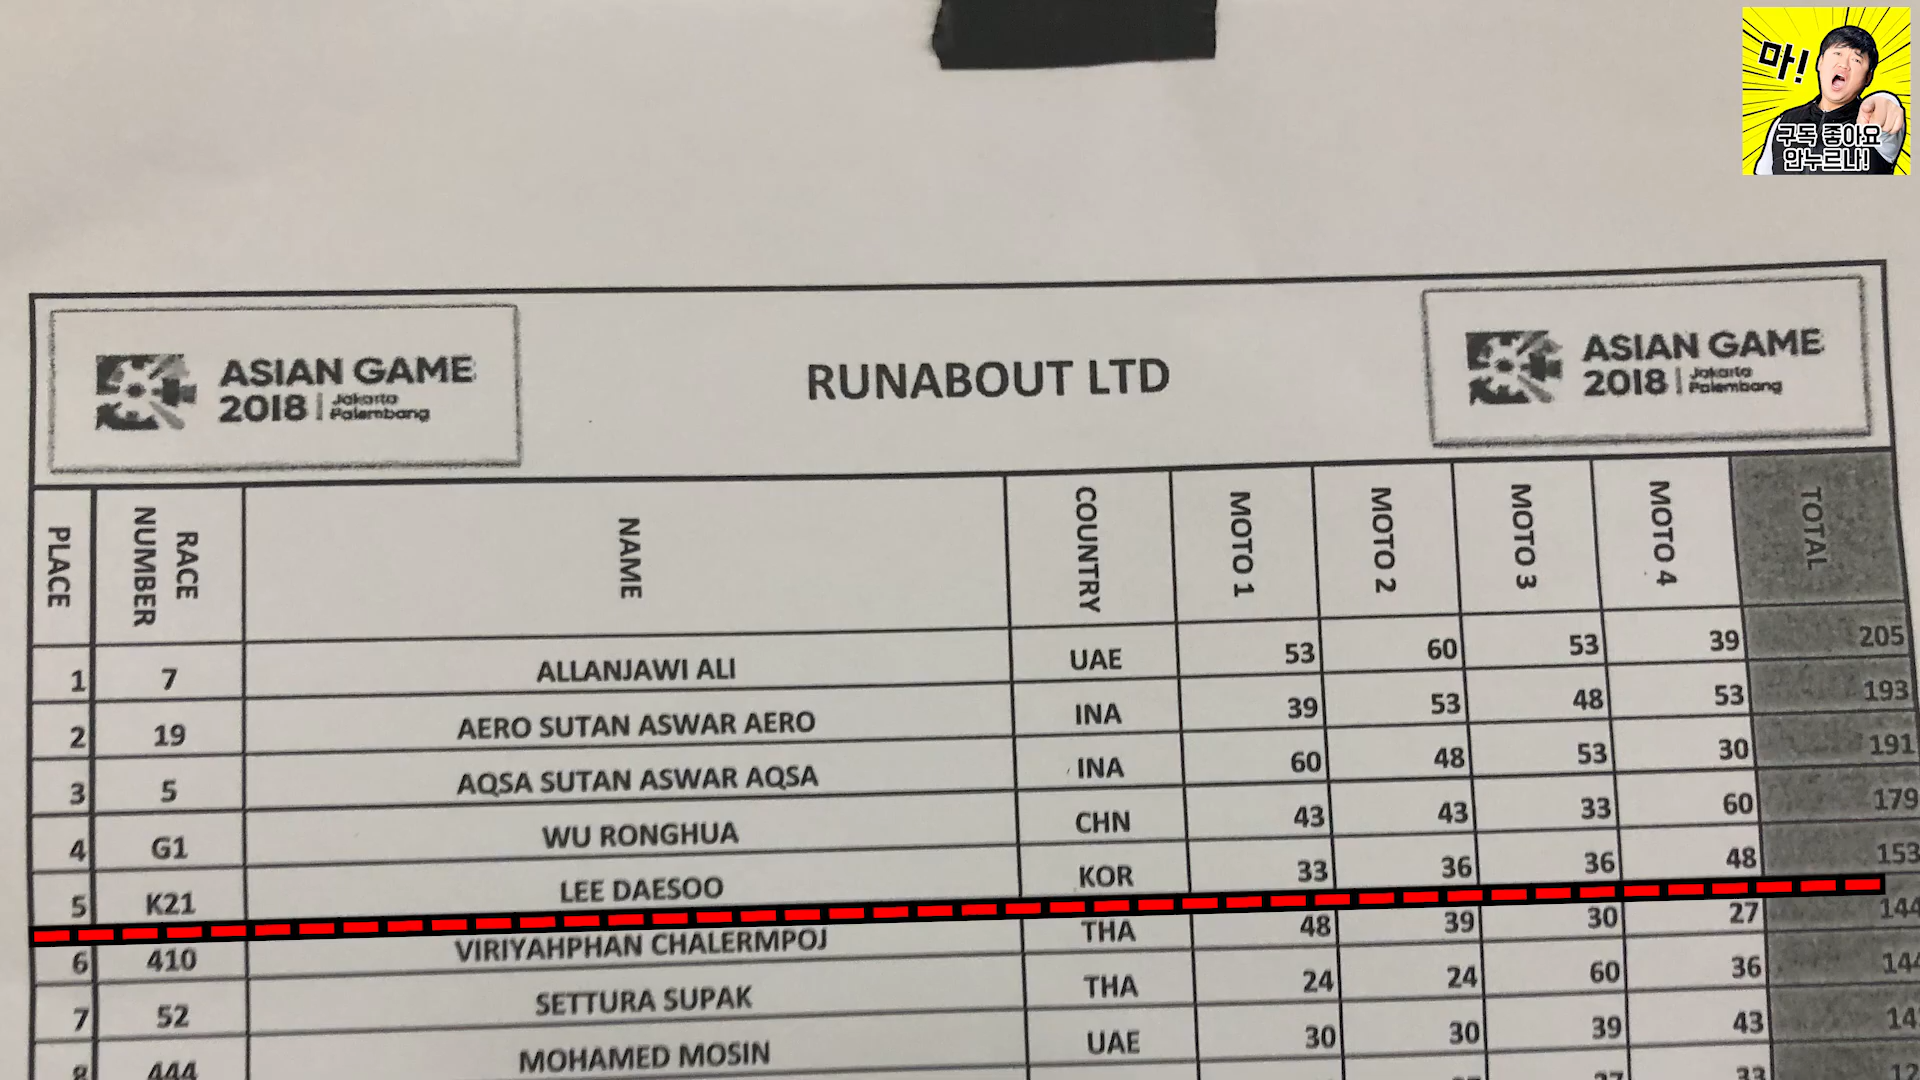 마!
구독 좋아요
안누르나!
ASIAN GAME
2018 | Jakarta Palembang
RUNABOUT LTD
ASIAN GAME
2018 | Jakarta Palembang
PLACE RACE NUMBER NAME COUNTRY MOTO 1 MOTO 2 MOTO 3 MOTO 4 TOTAL
1 7 ALLANJAWI ALI UAE 53 60 53 39 205
2 19 AERO SUTAN ASWAR AERO INA 39 53 48 53 193
3 5 AQSA SUTAN ASWAR AQSA INA 60 48 53 30 191
4 G1 WU RONGHUA CHN 43 43 33 60 179
5 K21 LEE DAESOO KOR 33 36 36 48 153
6 410 VIRIYAHPHAN CHALERMPOJ THA 48 39 30 27 144
7 52 SETTURA SUPAK THA 24 24 60 36 144
8 444 MOHAMED MOSIN UAE 30 30 39 43
33